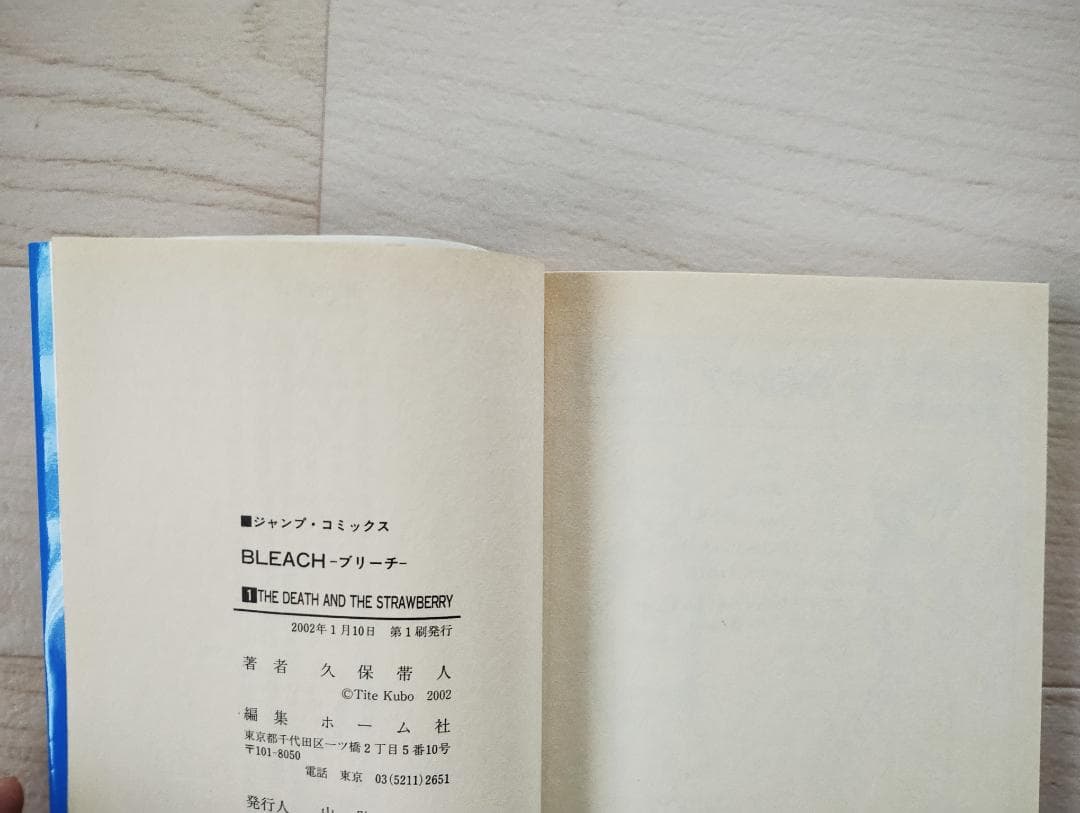 ■ジャンプ・コミックス
BLEACH-ブリーチ-
1 THE DEATH AND THE STRAWBERRY
2002年1月10日 第1刷発行
著者 久保帯人
©Tite Kubo 2002
編集 ホーム社
東京都千代田区一ツ橋2丁目5番10号
〒101-8050
電話 東京 03(5211)2651
発行人 山